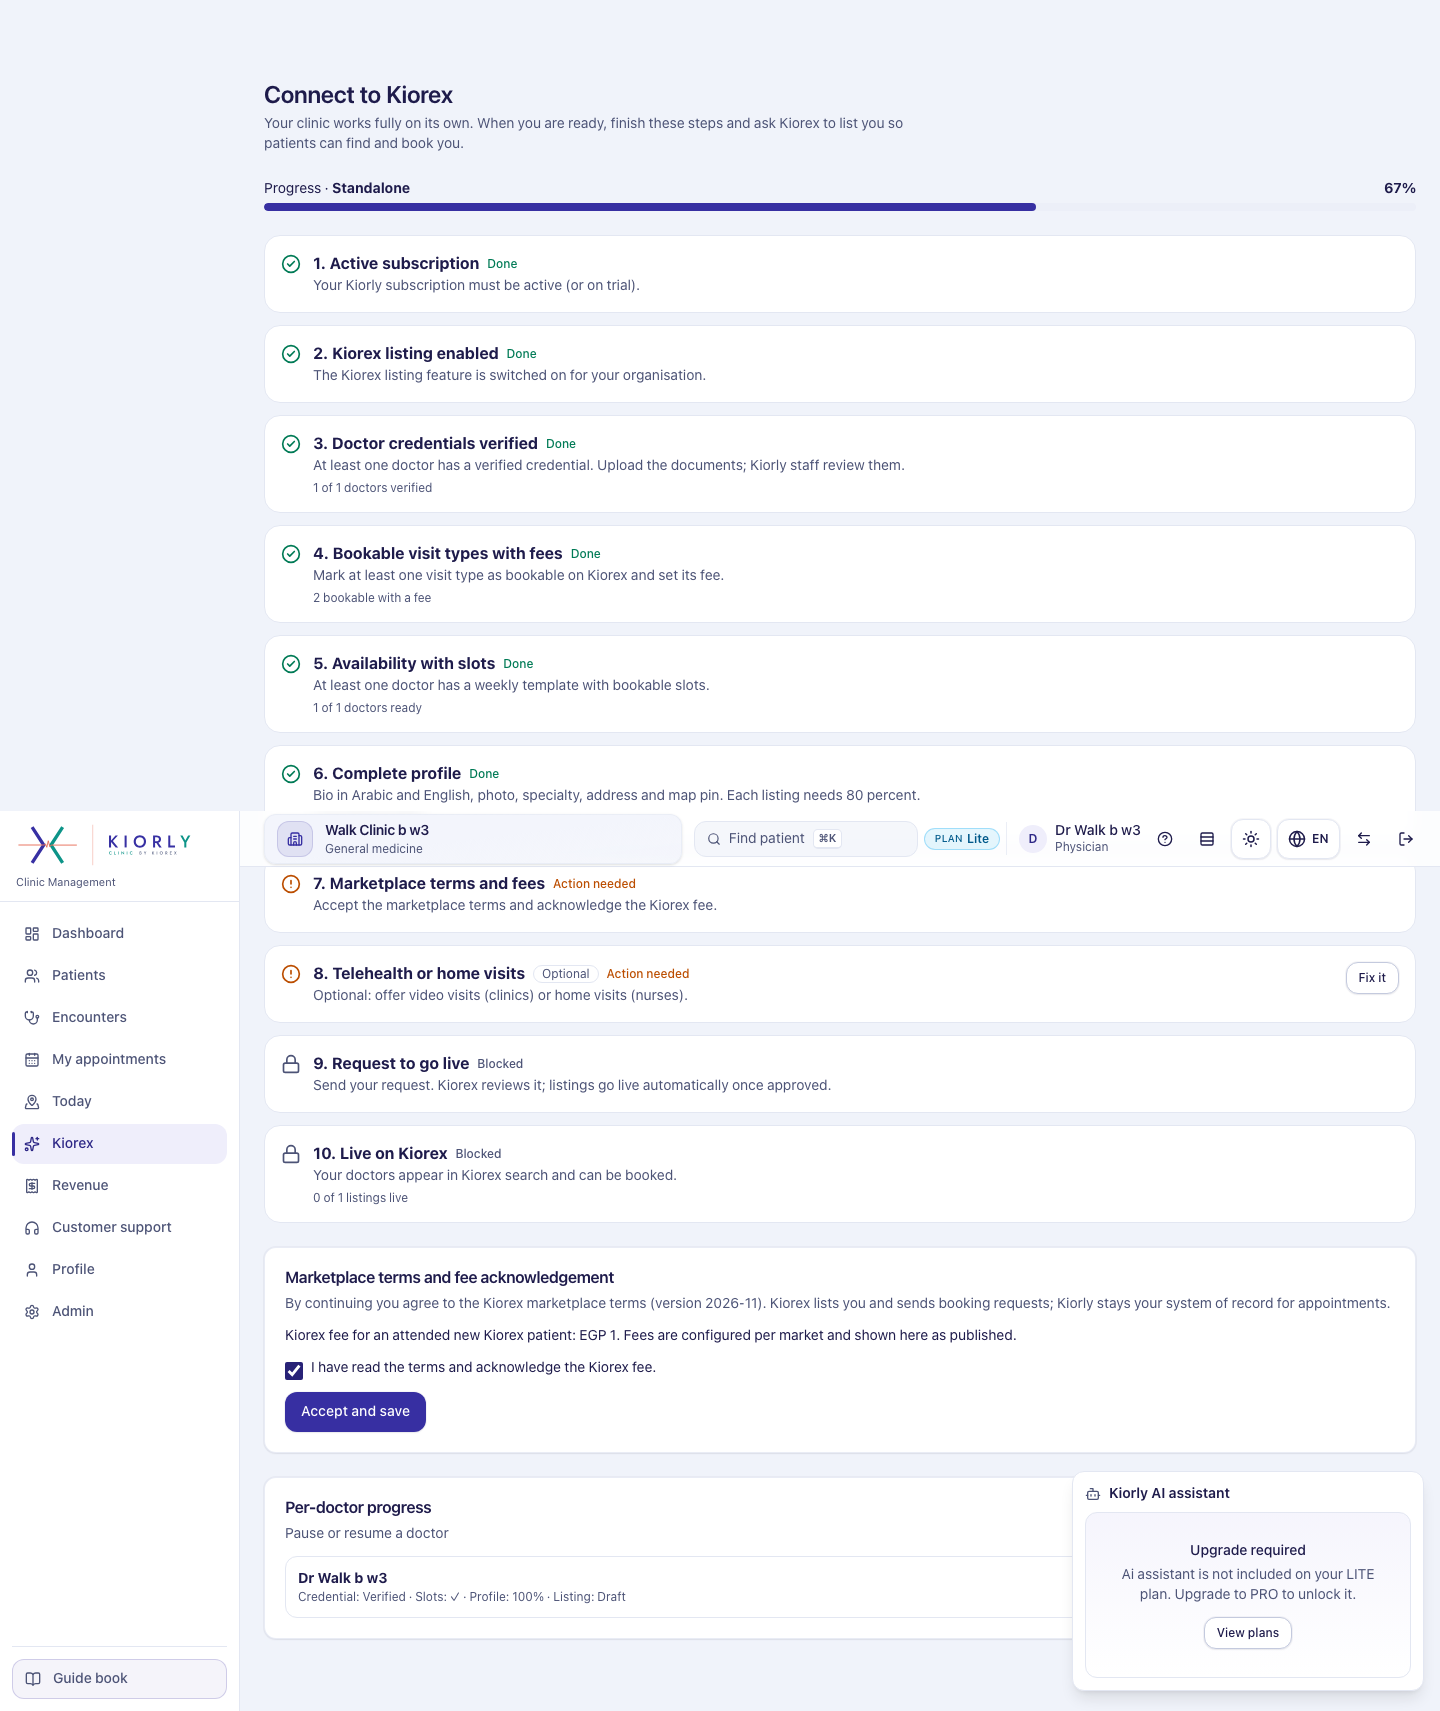 Connect to Kiorex
Your clinic works fully on its own. When you are ready, finish these steps and ask Kiorex to list you so
patients can find and book you.
Progress · Standalone
67%
1. Active subscription Done
Your Kiorly subscription must be active (or on trial).
2. Kiorex listing enabled Done
The Kiorex listing feature is switched on for your organisation.
3. Doctor credentials verified Done
At least one doctor has a verified credential. Upload the documents; Kiorly staff review them.
1 of 1 doctors verified
4. Bookable visit types with fees Done
Mark at least one visit type as bookable on Kiorex and set its fee.
2 bookable with a fee
5. Availability with slots Done
At least one doctor has a weekly template with bookable slots.
1 of 1 doctors ready
6. Complete profile Done
Bio in Arabic and English, photo, specialty, address and map pin. Each listing needs 80 percent.
KIORLY
CLINIC BY KIOREX
Clinic Management
Walk Clinic b w3
General medicine
Find patient ⌘K
PLAN Lite
D
Dr Walk b w3
Physician
EN
7. Marketplace terms and fees Action needed
Accept the marketplace terms and acknowledge the Kiorex fee.
8. Telehealth or home visits Optional Action needed
Optional: offer video visits (clinics) or home visits (nurses).
Fix it
9. Request to go live Blocked
Send your request. Kiorex reviews it; listings go live automatically once approved.
10. Live on Kiorex Blocked
Your doctors appear in Kiorex search and can be booked.
0 of 1 listings live
Dashboard
Patients
Encounters
My appointments
Today
Kiorex
Revenue
Customer support
Profile
Admin
Guide book
Marketplace terms and fee acknowledgement
By continuing you agree to the Kiorex marketplace terms (version 2026-11). Kiorex lists you and sends booking requests; Kiorly stays your system of record for appointments.
Kiorex fee for an attended new Kiorex patient: EGP 1. Fees are configured per market and shown here as published.
I have read the terms and acknowledge the Kiorex fee.
Accept and save
Per-doctor progress
Pause or resume a doctor
Dr Walk b w3
Credential: Verified · Slots: ✓ · Profile: 100% · Listing: Draft
Kiorly AI assistant
Upgrade required
Ai assistant is not included on your LITE
plan. Upgrade to PRO to unlock it.
View plans